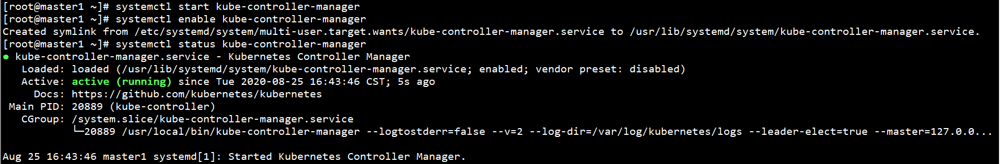 [root@master1 ~]# systemctl start kube-controller-manager
[root@master1 ~]# systemctl enable kube-controller-manager
Created symlink from /etc/systemd/system/multi-user.target.wants/kube-controller-manager.service to /usr/lib/systemd/system/kube-controller-manager.service.
[root@master1 ~]# systemctl status kube-controller-manager
● kube-controller-manager.service - Kubernetes Controller Manager
   Loaded: loaded (/usr/lib/systemd/system/kube-controller-manager.service; enabled; vendor preset: disabled)
   Active: active (running) since Tue 2020-08-25 16:43:46 CST; 5s ago
     Docs: https://github.com/kubernetes/kubernetes
 Main PID: 20889 (kube-controller)
   CGroup: /system.slice/kube-controller-manager.service
           └─20889 /usr/local/bin/kube-controller-manager --logtostderr=false --v=2 --log-dir=/var/log/kubernetes/logs --leader-elect=true --master=127.0.0...
Aug 25 16:43:46 master1 systemd[1]: Started Kubernetes Controller Manager.